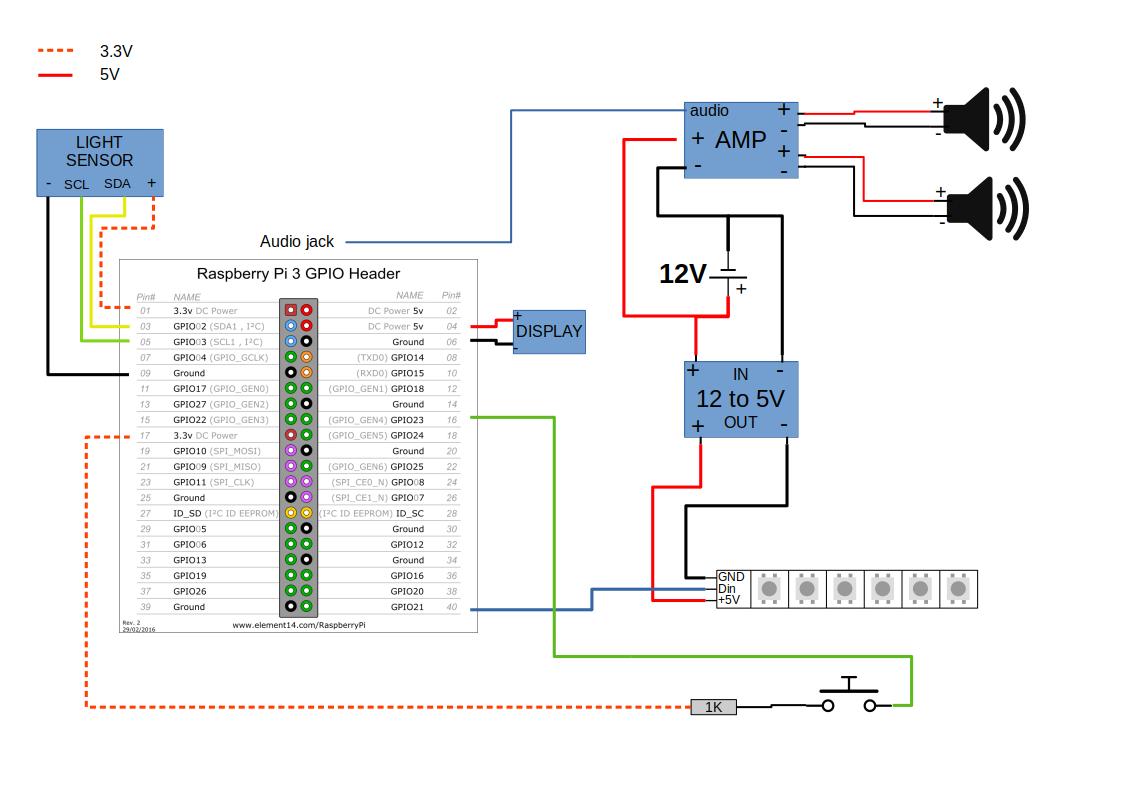 3.3V
5V
LIGHT
SENSOR
- SCL SDA +
Audio jack
audio
AMP
+
-
+
-
+
-
+
-
+
-
12V
+
Raspberry Pi 3 GPIO Header
Pin# NAME NAME Pin#
01 3.3v DC Power DC Power 5v 02
03 GPIO02 (SDA1 , I²C) DC Power 5v 04
05 GPIO03 (SCL1 , I²C) Ground 06
07 GPIO04 (GPIO_GCLK) (TXD0) GPIO14 08
09 Ground (RXD0) GPIO15 10
11 GPIO17 (GPIO_GEN0) (GPIO_GEN1) GPIO18 12
13 GPIO27 (GPIO_GEN2) Ground 14
15 GPIO22 (GPIO_GEN3) (GPIO_GEN4) GPIO23 16
17 3.3v DC Power (GPIO_GEN5) GPIO24 18
19 GPIO10 (SPI_MOSI) Ground 20
21 GPIO09 (SPI_MISO) (GPIO_GEN6) GPIO25 22
23 GPIO11 (SPI_CLK) (SPI_CE0_N) GPIO08 24
25 Ground (SPI_CE1_N) GPIO07 26
27 ID_SD (I²C ID EEPROM) (I²C ID EEPROM) ID_SC 28
29 GPIO05 Ground 30
31 GPIO06 GPIO12 32
33 GPIO13 Ground 34
35 GPIO19 GPIO16 36
37 GPIO26 GPIO20 38
39 Ground GPIO21 40
Rev. 2
29/02/2016
www.element14.com/RaspberryPi
+
DISPLAY
-
+ IN -
12 to 5V
+ OUT -
GND
Din
+5V
1K